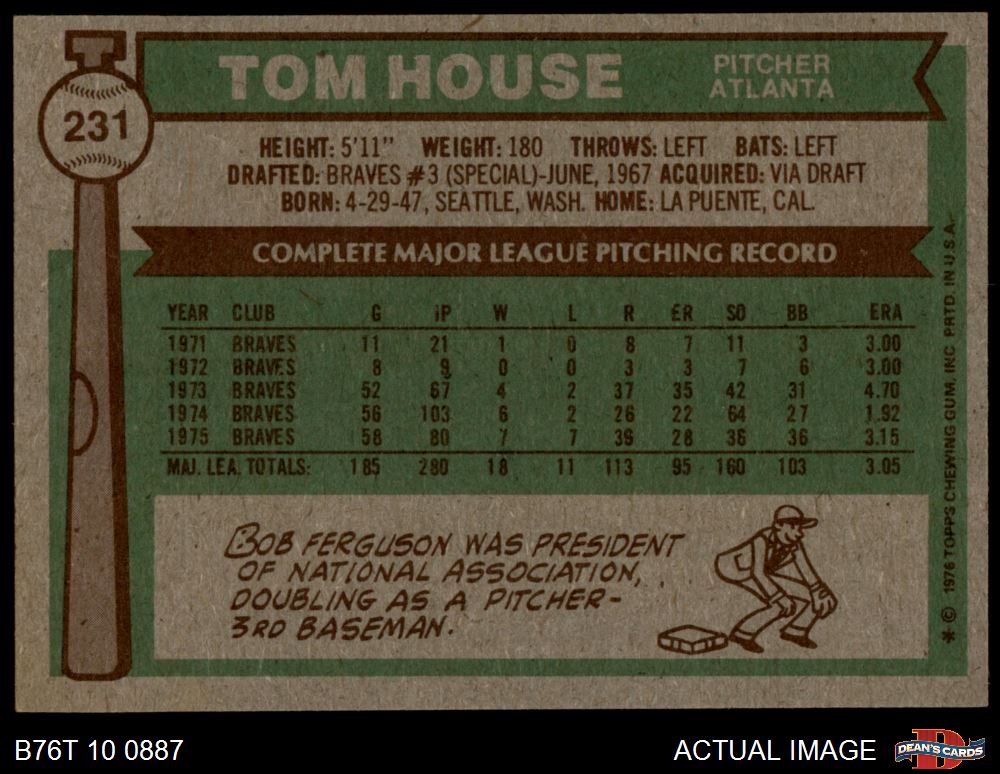 231
TOM HOUSE
PITCHER
ATLANTA
HEIGHT: 5'11" WEIGHT: 180 THROWS: LEFT BATS: LEFT
DRAFTED: BRAVES #3 (SPECIAL)-JUNE, 1967 ACQUIRED: VIA DRAFT
BORN: 4-29-47, SEATTLE, WASH. HOME: LA PUENTE, CAL.
COMPLETE MAJOR LEAGUE PITCHING RECORD
YEAR CLUB G IP W L R ER SO BB ERA
1971 BRAVES 11 21 1 0 8 7 11 3 3.00
1972 BRAVES 8 9 0 0 3 3 7 6 3.00
1973 BRAVES 52 67 4 2 37 35 42 31 4.70
1974 BRAVES 56 103 6 2 26 22 64 27 1.92
1975 BRAVES 58 80 7 7 39 28 36 36 3.15
MAJ. LEA. TOTALS: 185 280 18 11 113 95 160 103 3.05
BOB FERGUSON WAS PRESIDENT
OF NATIONAL ASSOCIATION,
DOUBLING AS A PITCHER-
3RD BASEMAN.
* © 1976 TOPPS CHEWING GUM, INC. PRTD. IN U.S.A.
B76T 10 0887
ACTUAL IMAGE
D
DEAN'S CARDS